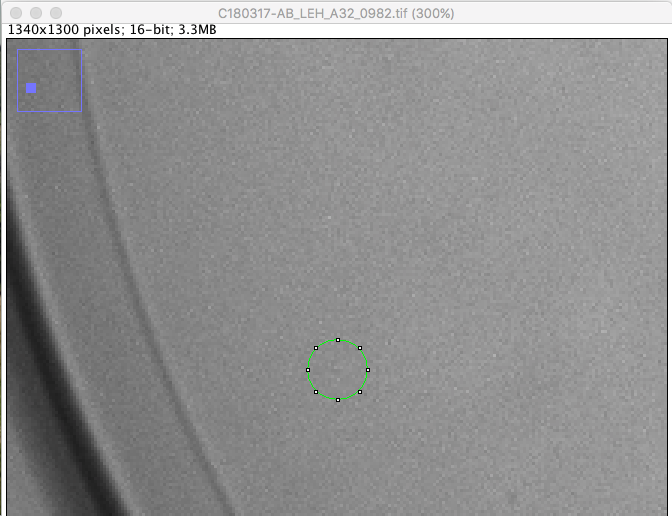 C180317-AB_LEH_A32_0982.tif (300%)
1340x1300 pixels; 16-bit; 3.3MB